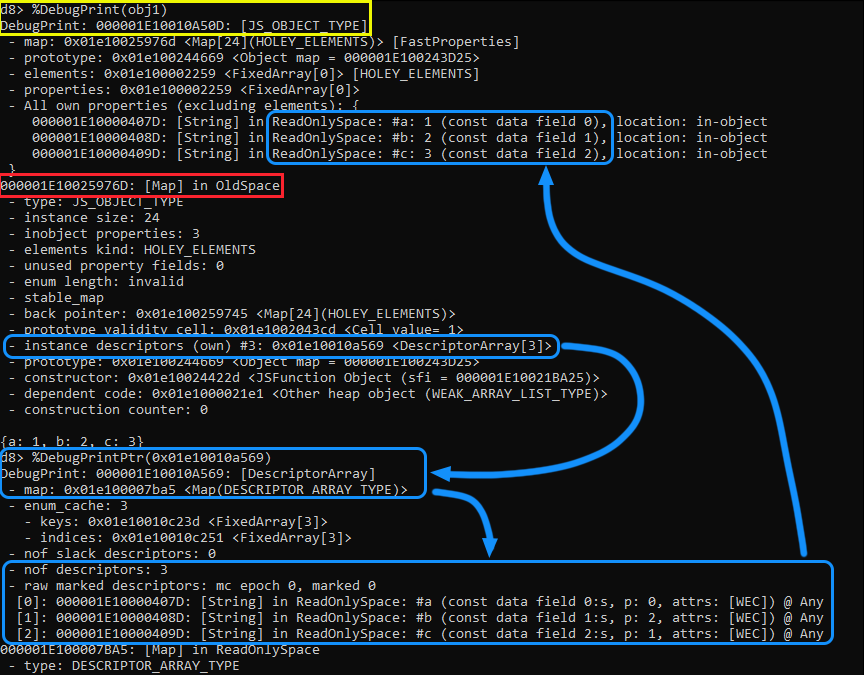 d8> %DebugPrint(obj1)
DebugPrint: 000001E10010A50D: [JS_OBJECT_TYPE]
- map: 0x01e10025976d <Map[24](HOLEY_ELEMENTS)> [FastProperties]
- prototype: 0x01e100244669 <Object map = 000001E100243D25>
- elements: 0x01e100002259 <FixedArray[0]> [HOLEY_ELEMENTS]
- properties: 0x01e100002259 <FixedArray[0]>
- All own properties (excluding elements): {
000001E10000407D: [String] in ReadOnlySpace: #a: 1 (const data field 0), location: in-object
000001E10000408D: [String] in ReadOnlySpace: #b: 2 (const data field 1), location: in-object
000001E10000409D: [String] in ReadOnlySpace: #c: 3 (const data field 2), location: in-object
}
000001E10025976D: [Map] in OldSpace
- type: JS_OBJECT_TYPE
- instance size: 24
- inobject properties: 3
- elements kind: HOLEY_ELEMENTS
- unused property fields: 0
- enum length: invalid
- stable_map
- back pointer: 0x01e100259745 <Map[24](HOLEY_ELEMENTS)>
- prototype_validity cell: 0x01e1002043cd <Cell value= 1>
- instance descriptors (own) #3: 0x01e10010a569 <DescriptorArray[3]>
- prototype: 0x01e100244669 <Object map = 000001E100243D25>
- constructor: 0x01e10024422d <JSFunction Object (sfi = 000001E10021BA25)>
- dependent code: 0x01e1000021e1 <Other heap object (WEAK_ARRAY_LIST_TYPE)>
- construction counter: 0
{a: 1, b: 2, c: 3}
d8> %DebugPrintPtr(0x01e10010a569)
DebugPrint: 000001E10010A569: [DescriptorArray]
- map: 0x01e100007ba5 <Map(DESCRIPTOR_ARRAY_TYPE)>
- enum_cache: 3
- keys: 0x01e10010c23d <FixedArray[3]>
- indices: 0x01e10010c251 <FixedArray[3]>
- nof slack descriptors: 0
- nof descriptors: 3
- raw marked descriptors: mc epoch 0, marked 0
[0]: 000001E10000407D: [String] in ReadOnlySpace: #a (const data field 0:s, p: 0, attrs: [WEC]) @ Any
[1]: 000001E10000408D: [String] in ReadOnlySpace: #b (const data field 1:s, p: 2, attrs: [WEC]) @ Any
[2]: 000001E10000409D: [String] in ReadOnlySpace: #c (const data field 2:s, p: 1, attrs: [WEC]) @ Any
000001E100007BA5: [Map] in ReadOnlySpace
- type: DESCRIPTOR_ARRAY_TYPE